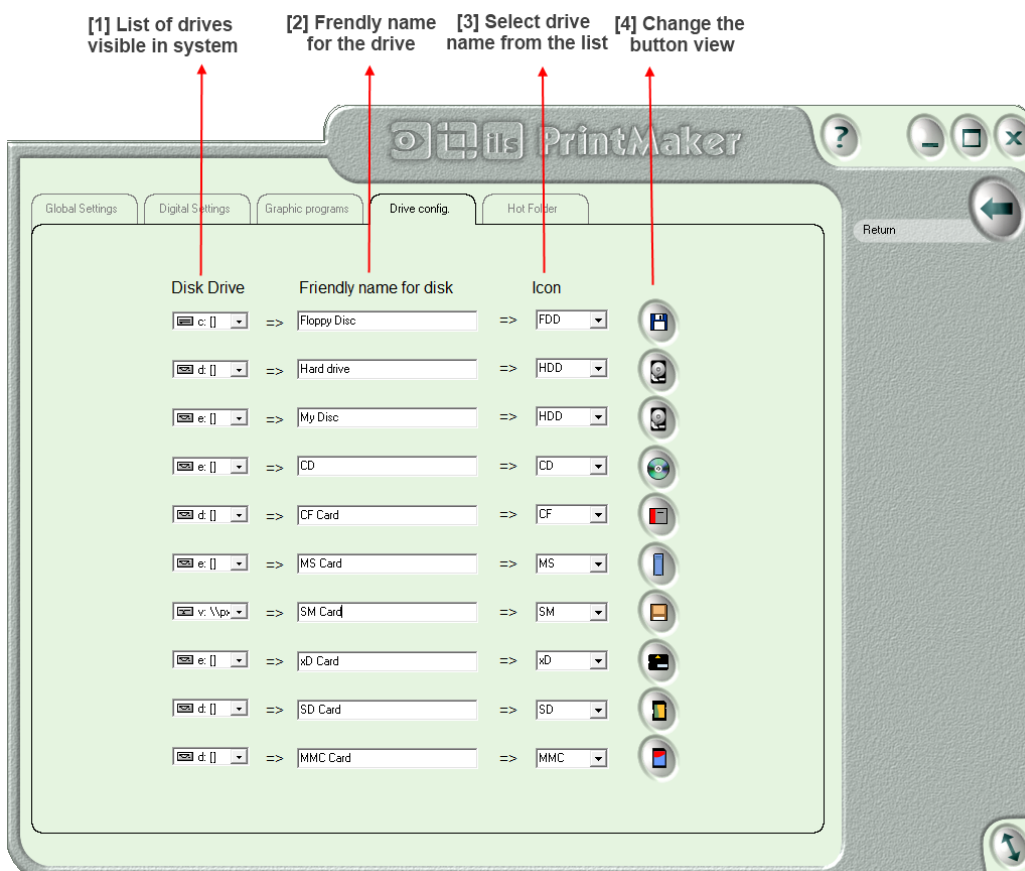 [1] List of drives
visible in system
[2] Frendly name
for the drive
[3] Select drive
name from the list
[4] Change the
button view
ils PrintMaker
?
Global Settings
Digital Settings
Graphic programs
Drive config.
Hot Folder
Return
Disk Drive Friendly name for disk Icon
c: [] => Floppy Disc => FDD
d: [] => Hard drive => HDD
e: [] => My Disc => HDD
e: [] => CD => CD
d: [] => CF Card => CF
e: [] => MS Card => MS
v: \\p => SM Card => SM
e: [] => xD Card => xD
d: [] => SD Card => SD
d: [] => MMC Card => MMC